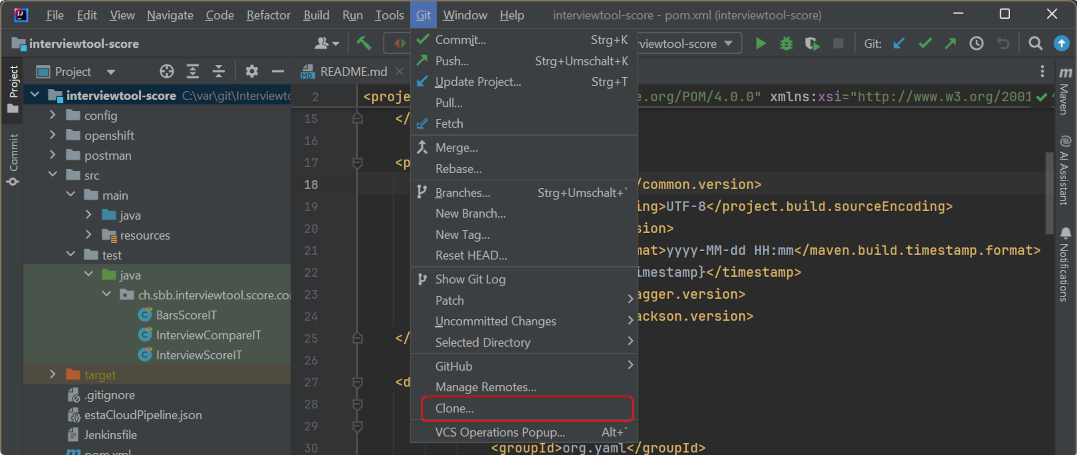 File Edit View Navigate Code Refactor Build Run Tools Git Window Help interviewtool-score - pom.xml (interviewtool-score)
interviewtool-score
viewtool-score
Git:
Project
README.md
Commit... Strg+K
Push... Strg+Umschalt+K
Update Project... Strg+T
Pull...
Fetch
Merge...
Rebase...
Branches... Strg+Umschalt+`
New Branch...
New Tag...
Reset HEAD...
Show Git Log
Patch
Uncommitted Changes
Selected Directory
GitHub
Manage Remotes...
Clone...
VCS Operations Popup... Alt+`
Project
Commit
interviewtool-score C:\var\git\Interviewto
config
openshift
postman
src
main
java
resources
test
java
ch.sbb.interviewtool.score.co
BarsScoreIT
InterviewCompareIT
InterviewScoreIT
target
.gitignore
estaCloudPipeline.json
Jenkinsfile
pom.xml
2 <proje e.org/POM/4.0.0" xmlns:xsi="http://www.w3.org/2001
15 </
16
17 <p
18 /common.version>
19 ing>UTF-8</project.build.sourceEncoding>
20 sion>
21 mat>yyyy-MM-dd HH:mm</maven.build.timestamp.format>
22 imestamp}</timestamp>
23 agger.version>
24 ackson.version>
25 </
26
27 <d
28
29
30 <groupId>org.yaml</groupId>
m
Maven
AI Assistant
Notifications